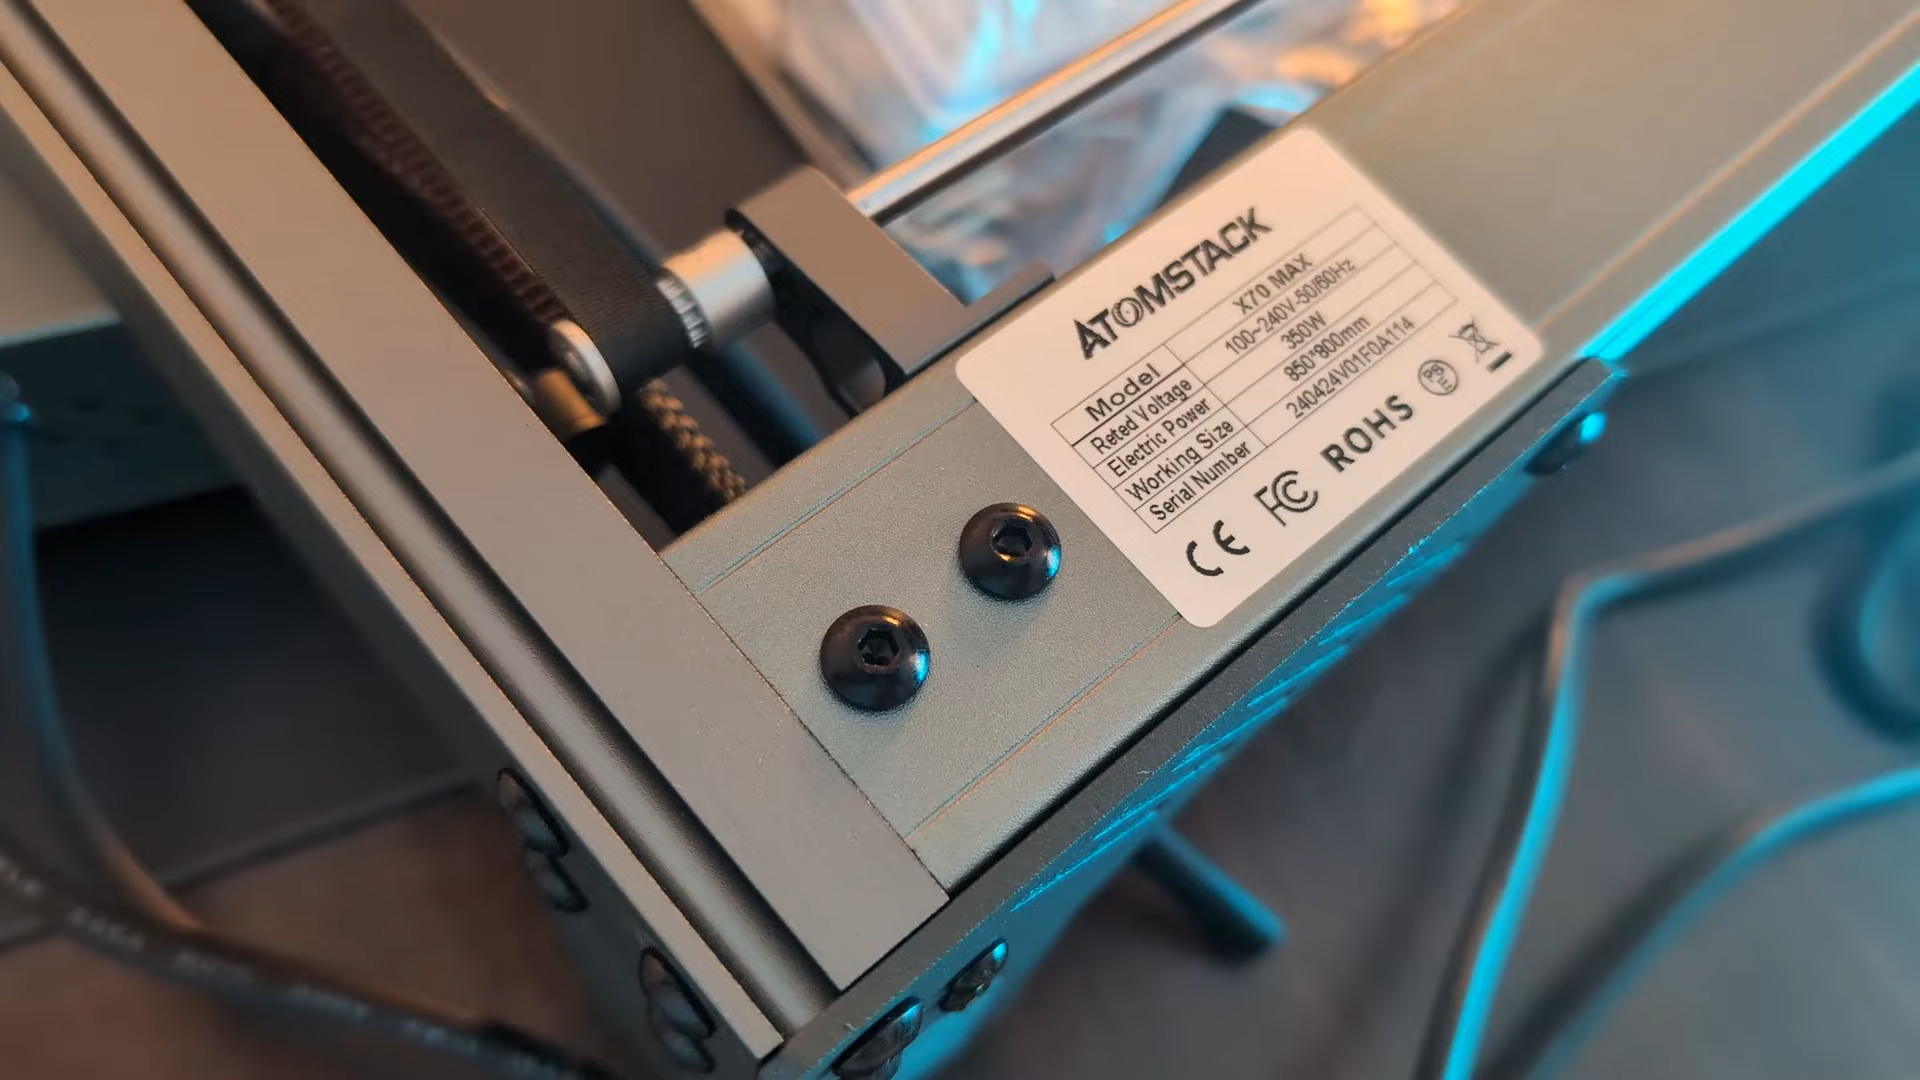 ATOMSTACK
Model X70 MAX
Reted Voltage 100~240V-50/60Hz
Electric Power 350W
Working Size 850*800mm
Serial Number 240424V01F0A114
CE FC ROHS PB E